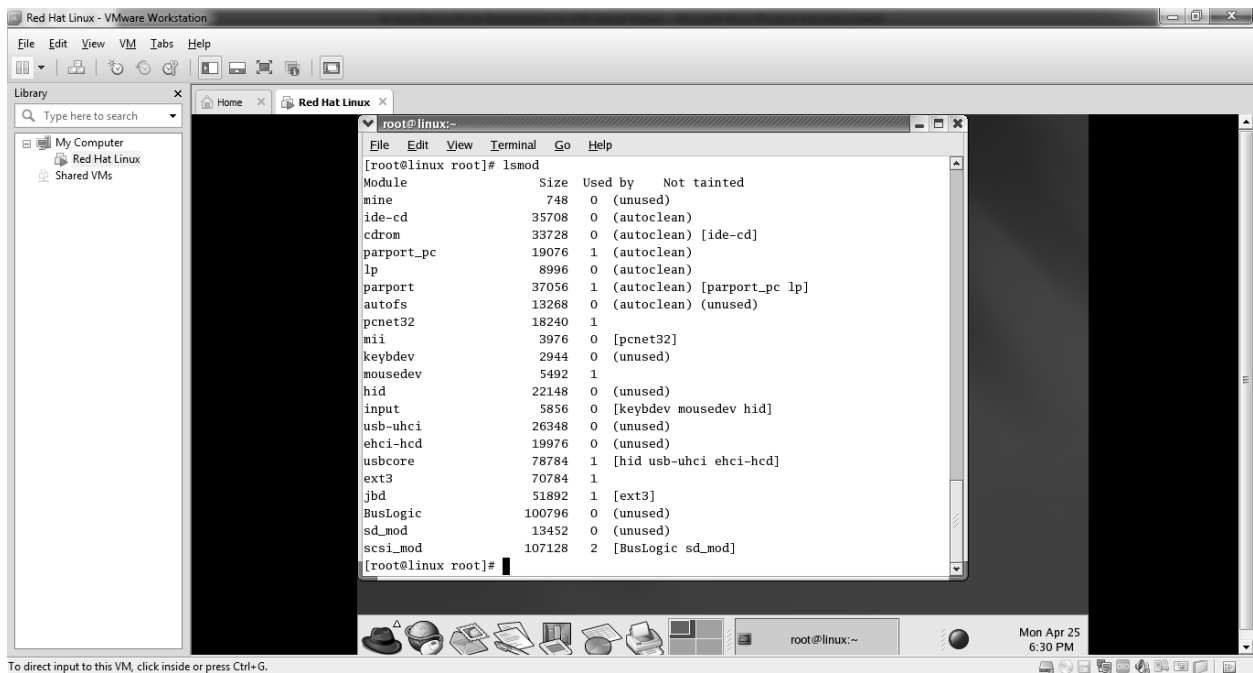 Red Hat Linux - VMware Workstation
File Edit View VM Tabs Help
Library
Type here to search
My Computer
Red Hat Linux
Shared VMs
Home
Red Hat Linux
root@linux:~
File Edit View Terminal Go Help
[root@linux root]# lsmod
Module Size Used by Not tainted
mine 748 0 (unused)
ide-cd 35708 0 (autoclean)
cdrom 33728 0 (autoclean) [ide-cd]
parport_pc 19076 1 (autoclean)
lp 8996 0 (autoclean)
parport 37056 1 (autoclean) [parport_pc lp]
autofs 13268 0 (autoclean) (unused)
pcnet32 18240 1
mii 3976 0 [pcnet32]
keybdev 2944 0 (unused)
mousedev 5492 1
hid 22148 0 (unused)
input 5856 0 [keybdev mousedev hid]
usb-uhci 26348 0 (unused)
ehci-hcd 19976 0 (unused)
usbcore 78784 1 [hid usb-uhci ehci-hcd]
ext3 70784 1
jbd 51892 1 [ext3]
BusLogic 100796 0 (unused)
sd_mod 13452 0 (unused)
scsi_mod 107128 2 [BusLogic sd_mod]
[root@linux root]#
root@linux:~
Mon Apr 25
6:30 PM
To direct input to this VM, click inside or press Ctrl+G.